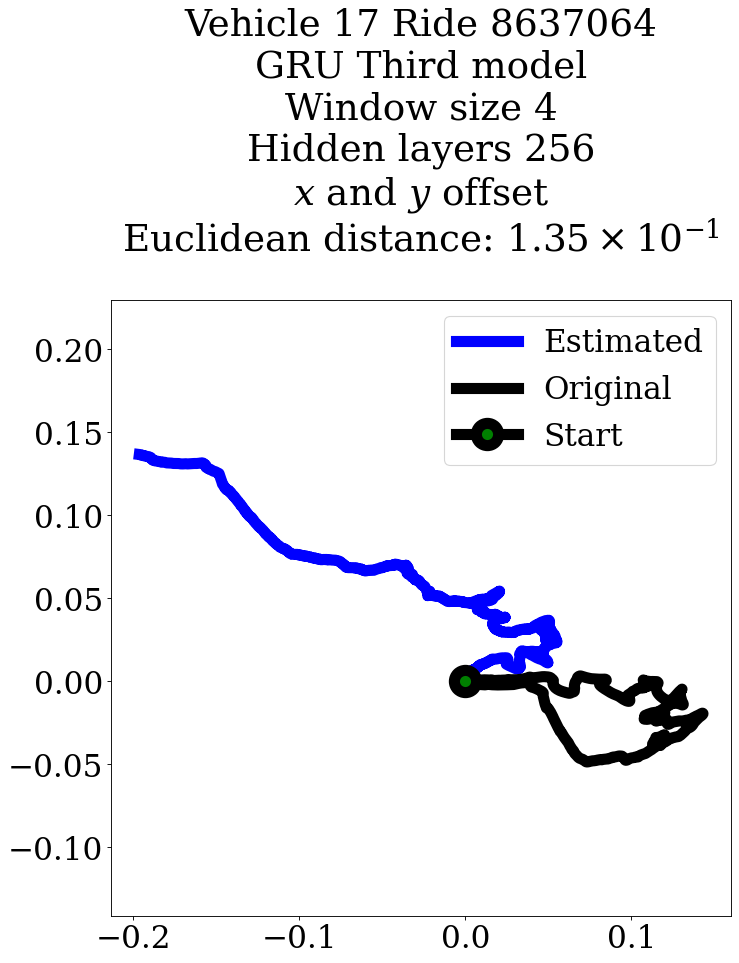 Vehicle 17 Ride 8637064
GRU Third model
Window size 4
Hidden layers 256
x and y offset
Euclidean distance: 1.35 × 10⁻¹
Estimated
Original
Start
0.20
0.15
0.10
0.05
0.00
−0.05
−0.10
−0.2 −0.1 0.0 0.1